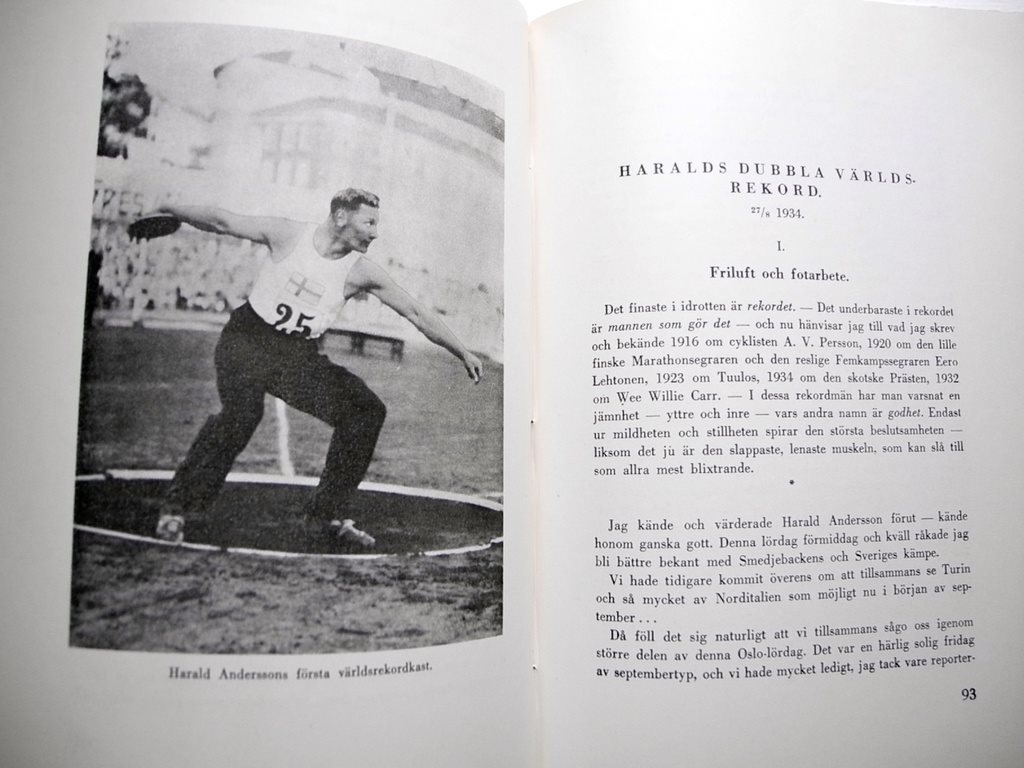 25
Harald Anderssons första världsrekordkast.
HARALDS DUBBLA VÄRLDS-
REKORD.
27/8 1934.
I.
Friluft och fotarbete.
Det finaste i idrotten är rekordet. — Det underbaraste i rekordet
är mannen som gör det — och nu hänvisar jag till vad jag skrev
och bekände 1916 om cyklisten A. V. Persson, 1920 om den lille
finske Marathonsegraren och den reslige Femkampssegraren Eero
Lehtonen, 1923 om Tuulos, 1934 om den skotske Prästen, 1932
om Wee Willie Carr. — I dessa rekordmän har man varsnat en
jämnhet — yttre och inre — vars andra namn är godhet. Endast
ur mildheten och stillheten spirar den största beslutsamheten —
liksom det ju är den slappaste, lenaste muskeln, som kan slå till
som allra mest blixtrande.
*
Jag kände och värderade Harald Andersson förut — kände
honom ganska gott. Denna lördag förmiddag och kväll råkade jag
bli bättre bekant med Smedjebackens och Sveriges kämpe.
Vi hade tidigare kommit överens om att tillsammans se Turin
och så mycket av Norditalien som möjligt nu i början av sep-
tember . . .
Då föll det sig naturligt att vi tillsammans sågo oss igenom
större delen av denna Oslo-lördag. Det var en härlig solig fridag
av septembertyp, och vi hade mycket ledigt, jag tack vare reporter-
93